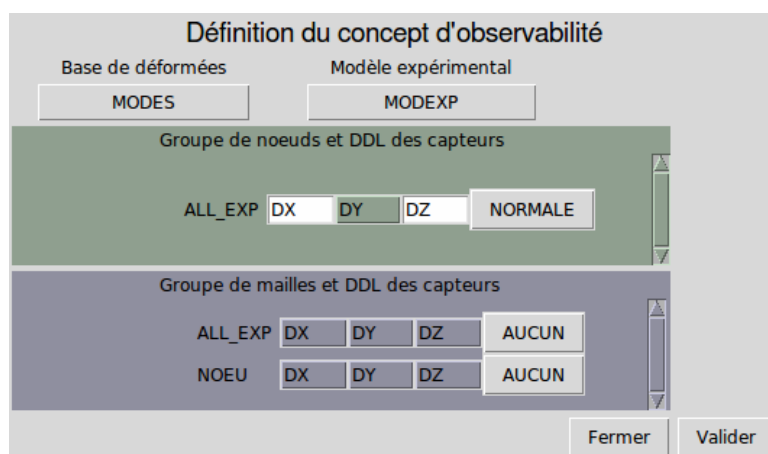 Définition du concept d'observabilité
Base de déformées Modèle expérimental
MODES MODEXP
Groupe de noeuds et DDL des capteurs
ALL_EXP DX DY DZ NORMALE
Groupe de mailles et DDL des capteurs
ALL_EXP DX DY DZ AUCUN
NOEU DX DY DZ AUCUN
Fermer Valider